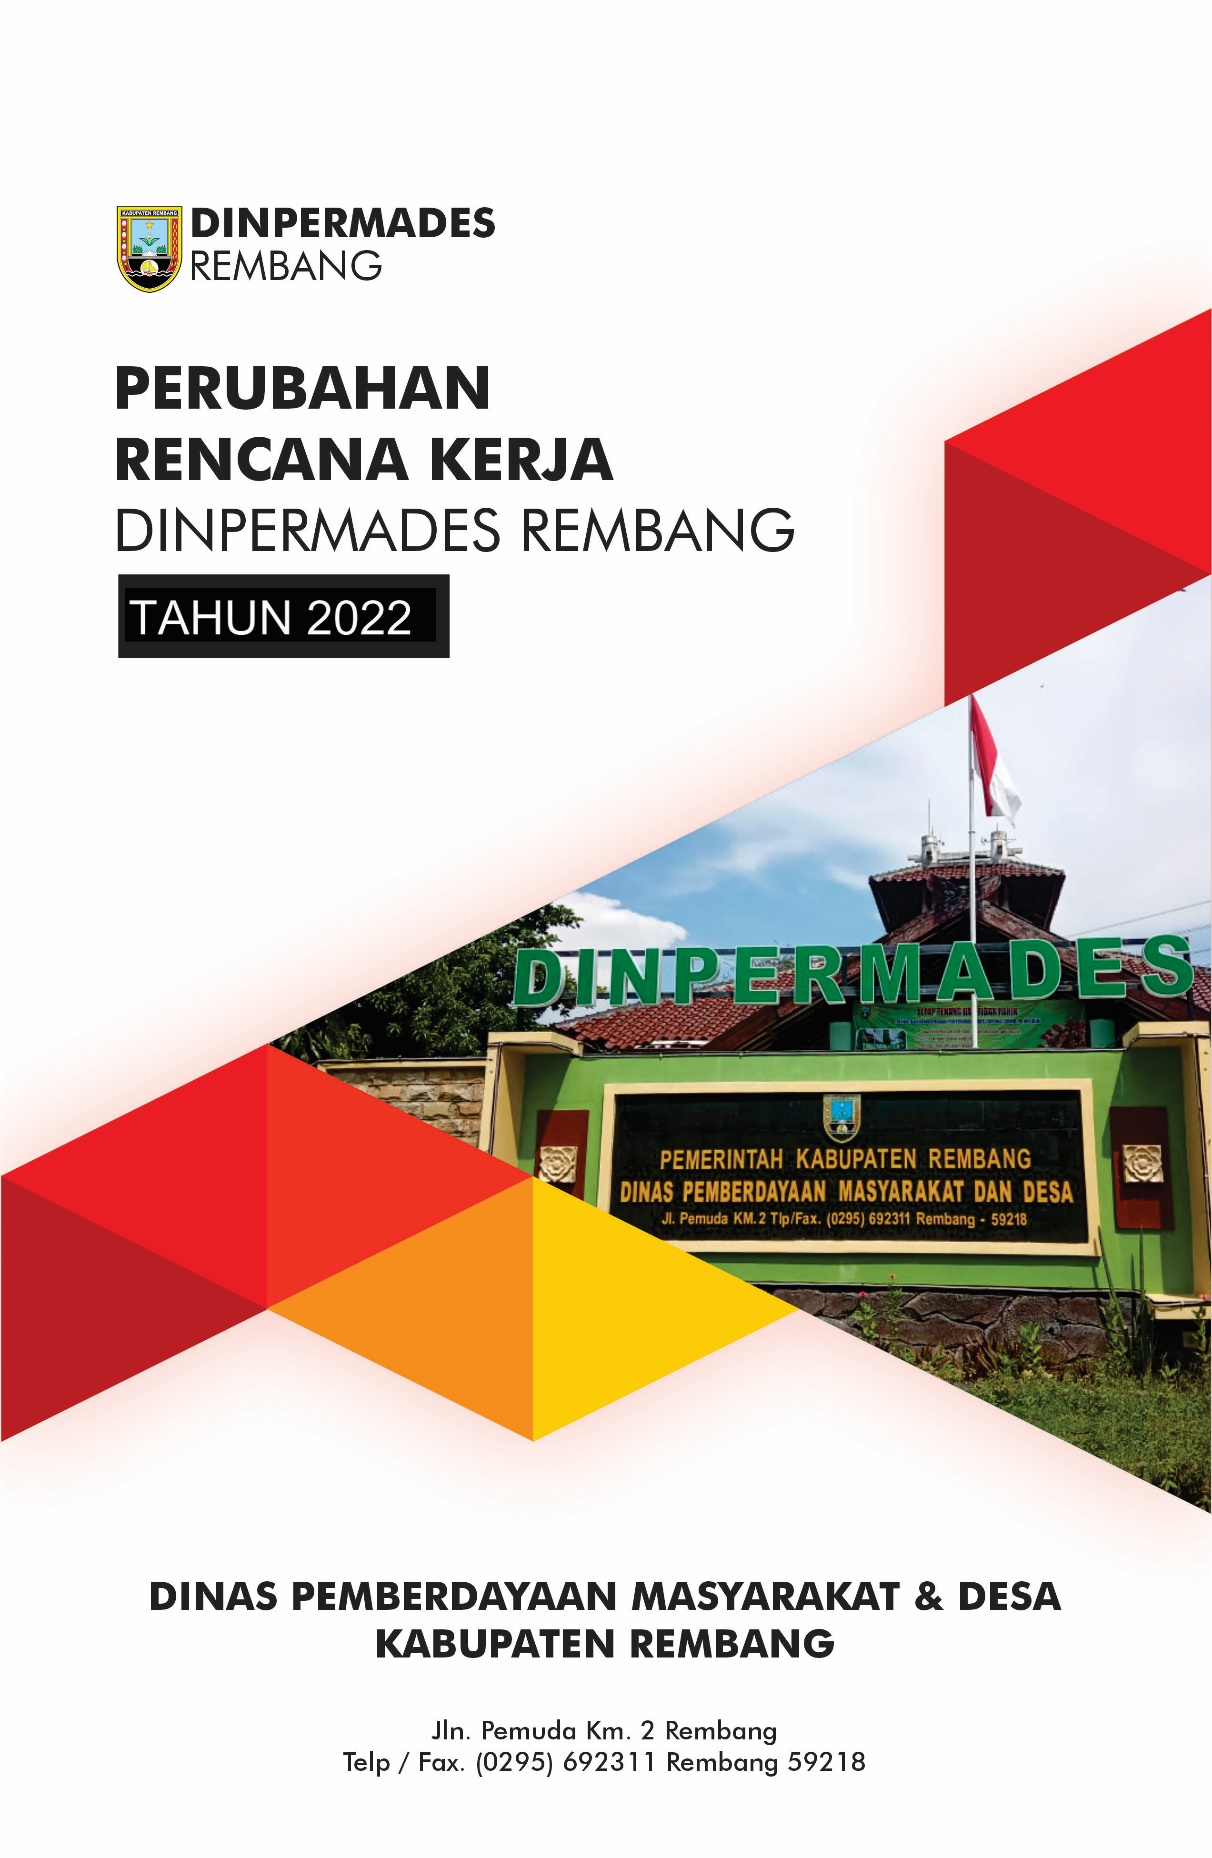 KABUPATEN REMBANG
DINPERMADES
REMBANG
PERUBAHAN
RENCANA KERJA
DINPERMADES REMBANG
TAHUN 2022
DINPERMADES
PEMERINTAH KABUPATEN REMBANG
DINAS PEMBERDAYAAN MASYARAKAT DAN DESA
Jl. Pemuda KM.2 Tlp/Fax. (0295) 692311 Rembang - 59218
DINAS PEMBERDAYAAN MASYARAKAT & DESA
KABUPATEN REMBANG
Jln. Pemuda Km. 2 Rembang
Telp / Fax. (0295) 692311 Rembang 59218